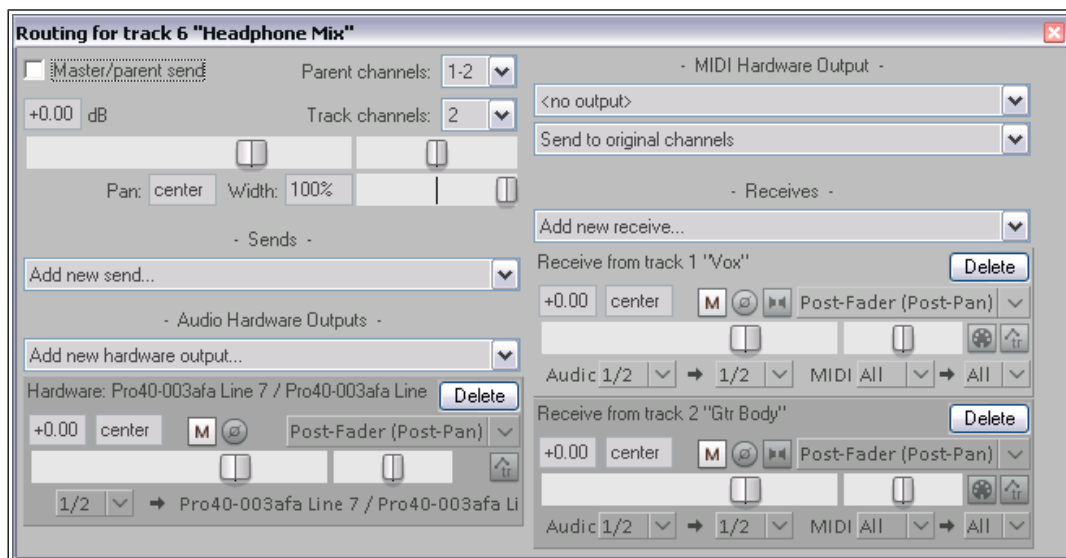 Routing for track 6 "Headphone Mix"
Master/parent send
Parent channels: 1-2
+0.00 dB
Track channels: 2
Pan: center Width: 100%
- Sends -
Add new send...
- Audio Hardware Outputs -
Add new hardware output...
Hardware: Pro40-003afa Line 7 / Pro40-003afa Line
Delete
+0.00 center M Post-Fader (Post-Pan)
tr
1/2 Pro40-003afa Line 7 / Pro40-003afa Li
- MIDI Hardware Output -
<no output>
Send to original channels
- Receives -
Add new receive...
Receive from track 1 "Vox"
Delete
+0.00 center M Post-Fader (Post-Pan)
tr
Audio 1/2 1/2 MIDI All All
Receive from track 2 "Gtr Body"
Delete
+0.00 center M Post-Fader (Post-Pan)
tr
Audio 1/2 1/2 MIDI All All